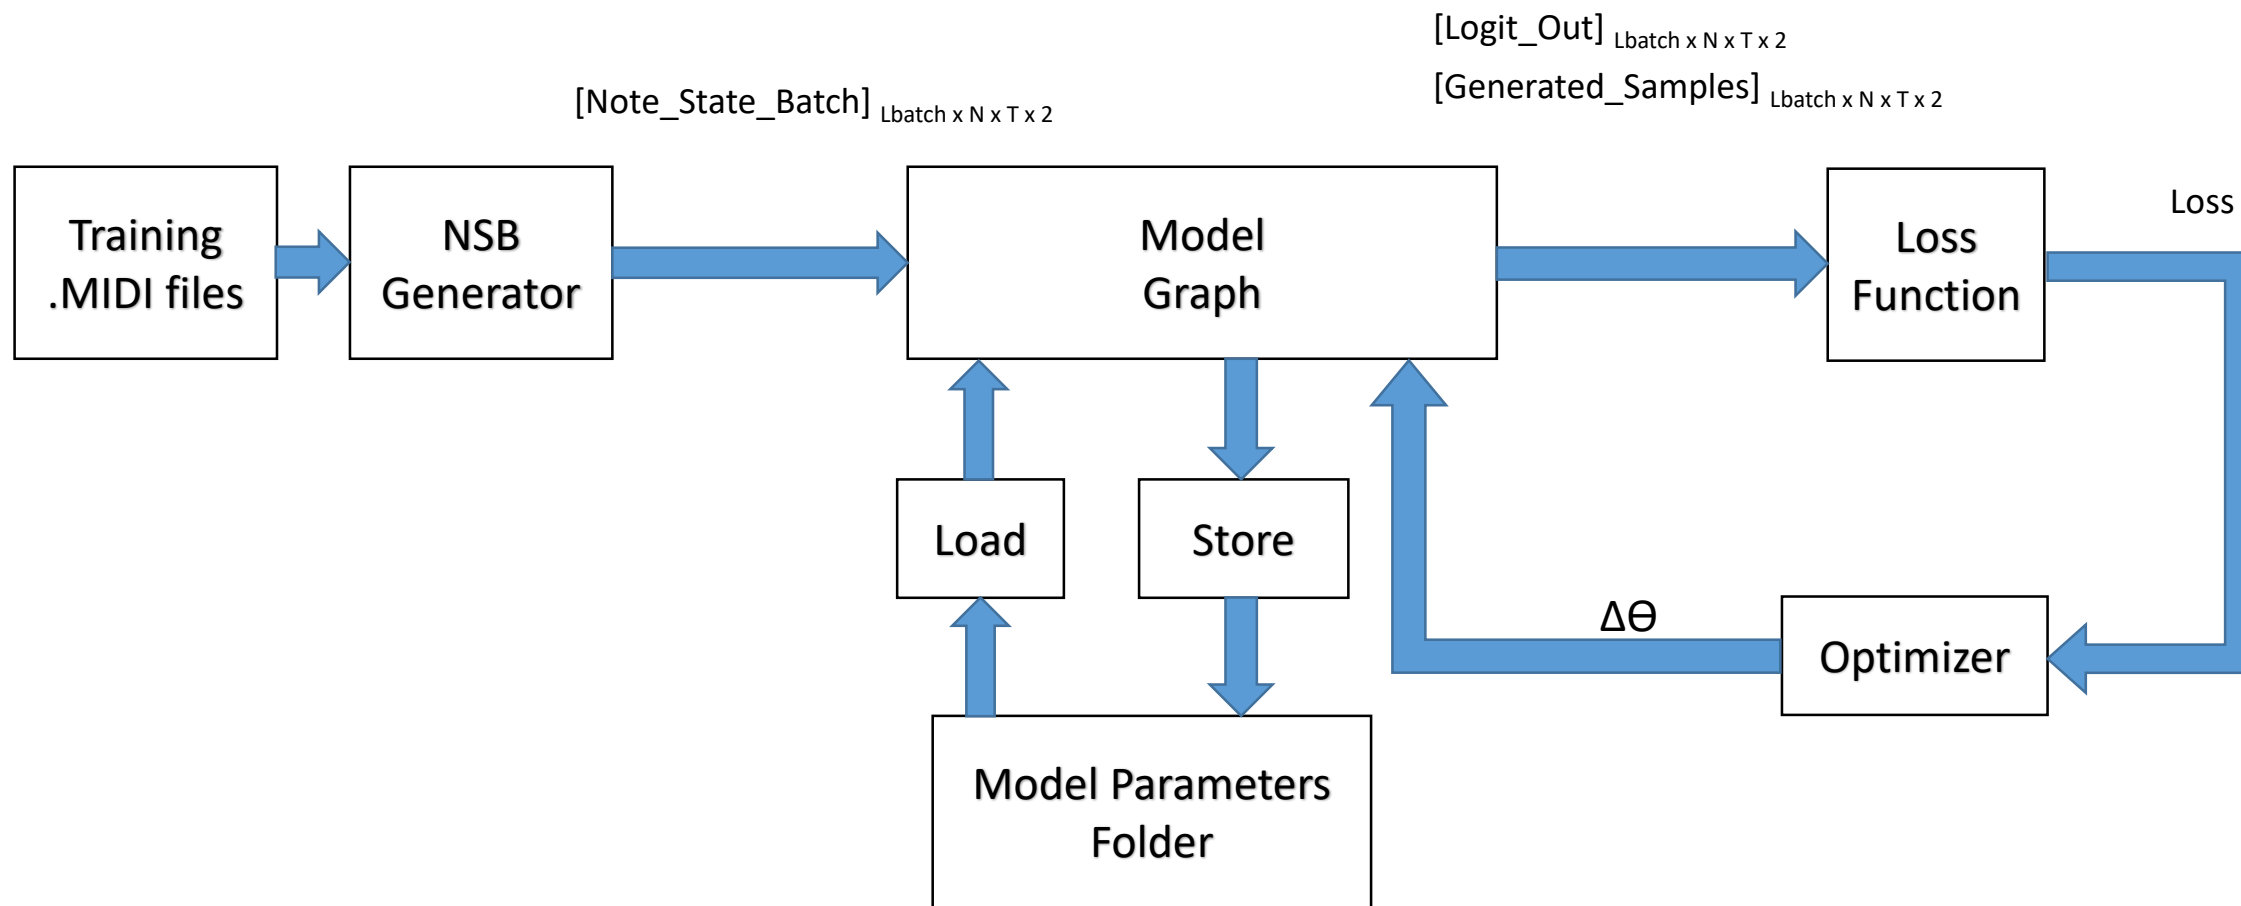 [Logit_Out] Lbatch x N x T x 2
[Generated_Samples] Lbatch x N x T x 2
[Note_State_Batch] Lbatch x N x T x 2
Training
.MIDI files
NSB
Generator
Model
Graph
Loss
Function
Loss
Load
Store
ΔΘ
Optimizer
Model Parameters
Folder